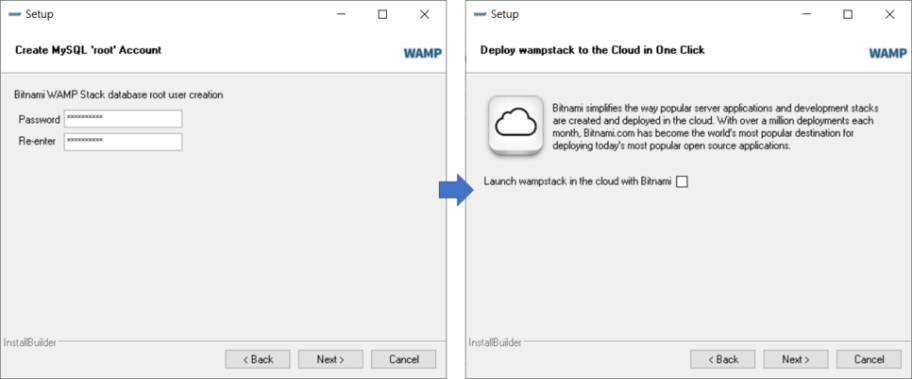 WAMP Setup
Create MySQL 'root' Account
WAMP
Bitnami WAMP Stack database root user creation
Password **********
Re-enter **********
InstallBuilder
< Back Next > Cancel
WAMP Setup
Deploy wampstack to the Cloud in One Click
WAMP
Bitnami simplifies the way popular server applications and development stacks
are created and deployed in the cloud. With over a million deployments each
month, Bitnami.com has become the world's most popular destination for
deploying today's most popular open source applications.
Launch wampstack in the cloud with Bitnami
InstallBuilder
< Back Next > Cancel